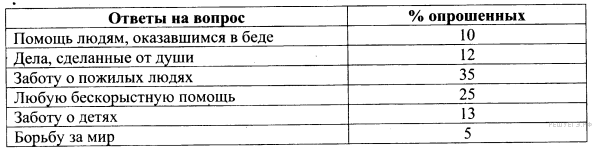 Ответы на вопрос % опрошенных
Помощь людям, оказавшимся в беде 10
Дела, сделанные от души 12
Заботу о пожилых людях 35
Любую бескорыстную помощь 25
Заботу о детях 13
Борьбу за мир 5